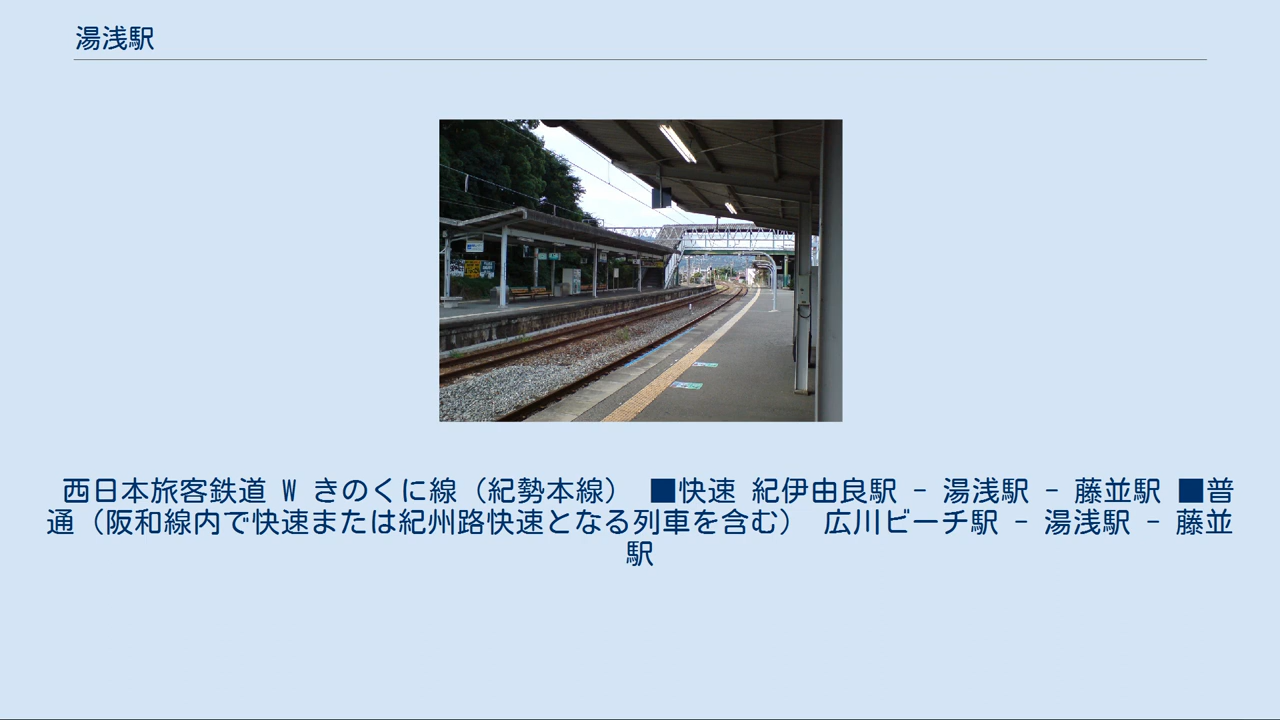 湯浅駅
西日本旅客鉄道 W きのくに線（紀勢本線） ■快速 紀伊由良駅 - 湯浅駅 - 藤並駅 ■普
通（阪和線内で快速または紀州路快速となる列車を含む） 広川ビーチ駅 - 湯浅駅 - 藤並
駅